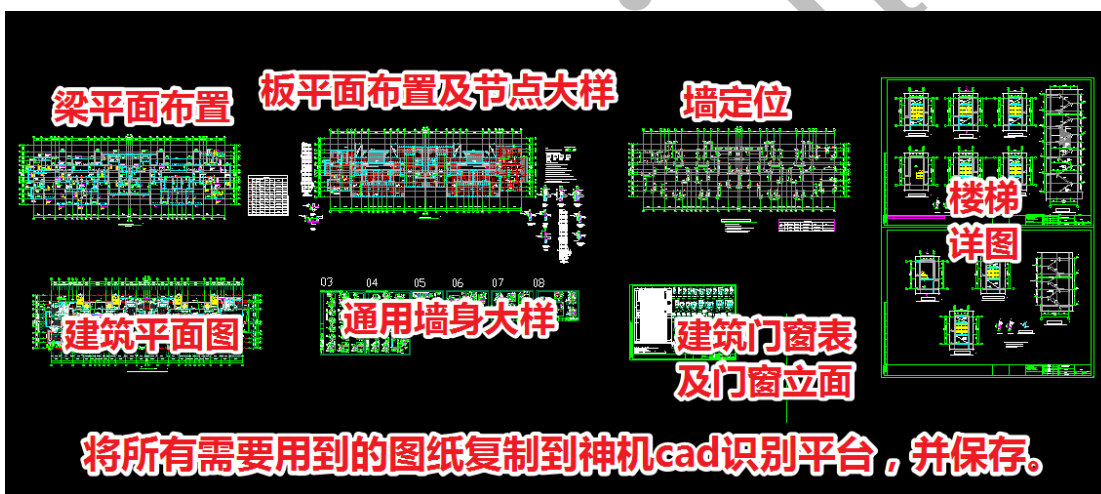 梁平面布置
板平面布置及节点大样
墙定位
楼梯
详图
03 04 05 06 07 08
建筑平面图
通用墙身大样
建筑门窗表
及门窗立面
将所有需要用到的图纸复制到神机cad识别平台，并保存。